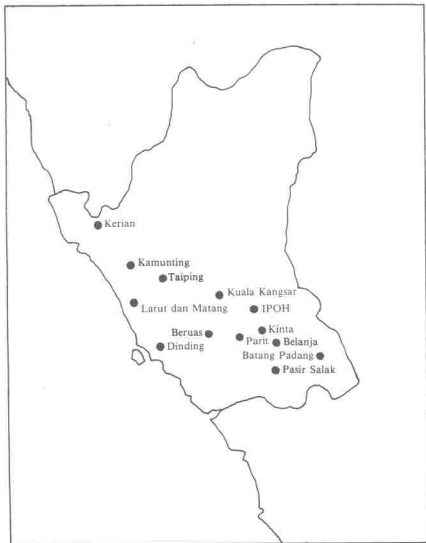 Kerian
Kamunting
Taiping
Kuala Kangsar
Larut dan Matang
IPOH
Kinta
Beruas
Parit
Belanja
Dinding
Batang Padang
Pasir Salak